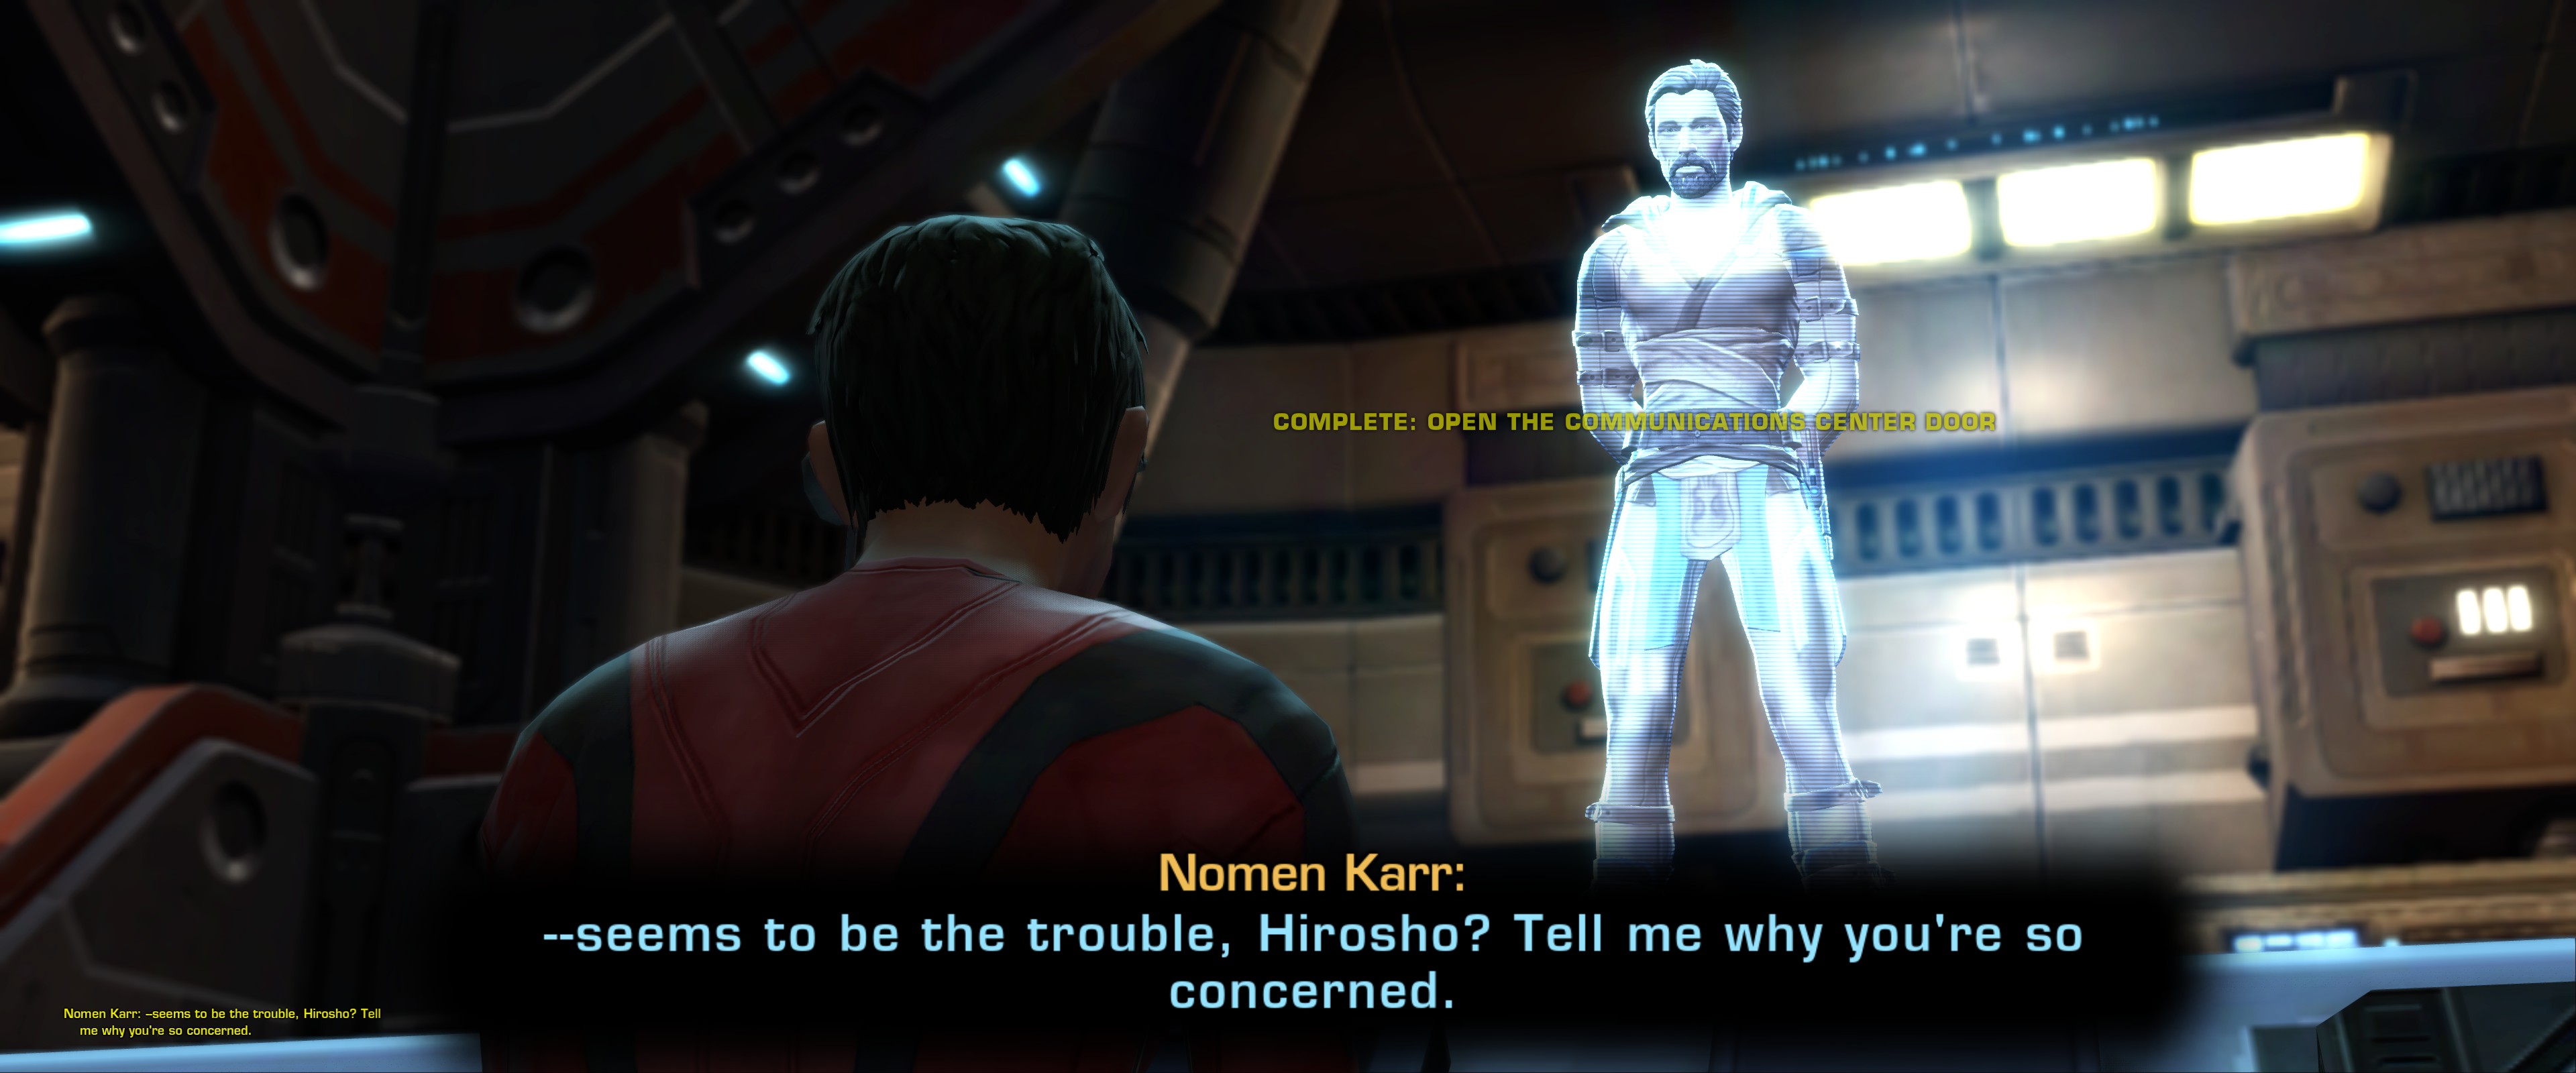 COMPLETE: OPEN THE COMMUNICATIONS CENTER DOOR
Nomen Karr:
--seems to be the trouble, Hirosho? Tell me why you're so
concerned.
Nomen Karr: --seems to be the trouble, Hirosho? Tell
me why you're so concerned.